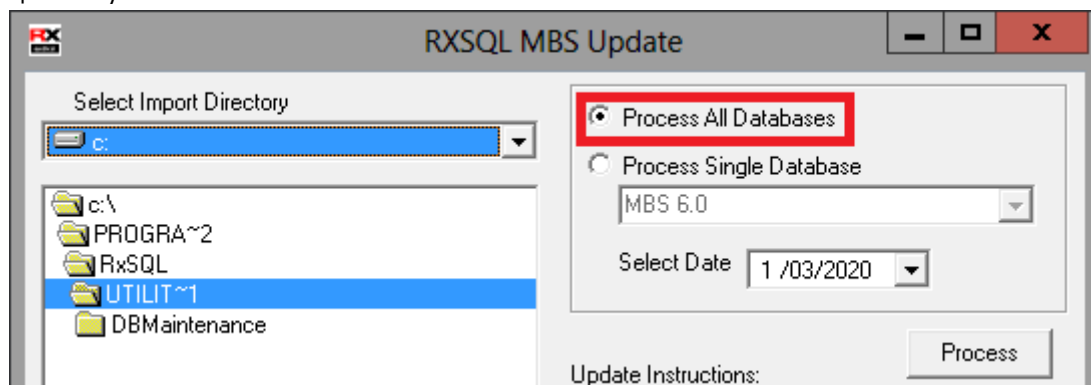 RXSQL MBS Update
Select Import Directory
c:
c:\
PROGRA~2
RxSQL
UTILIT~1
DBMaintenance
Process All Databases
Process Single Database
MBS 6.0
Select Date 1 /03/2020
Process
Update Instructions: